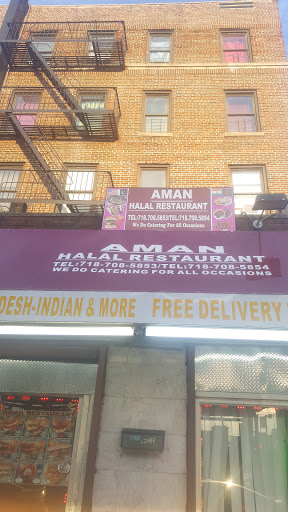 AMAN
HALAL RESTAURANT
TEL:718.708.5853/TEL:718.708.5854
We Do Catering For All Occasions
AMAN
HALAL RESTAURANT
TEL:718-708-5853/TEL:718-708-5854
WE DO CATERING FOR ALL OCCASIONS
DESH-INDIAN & MORE FREE DELIVERY
RESTAURANT